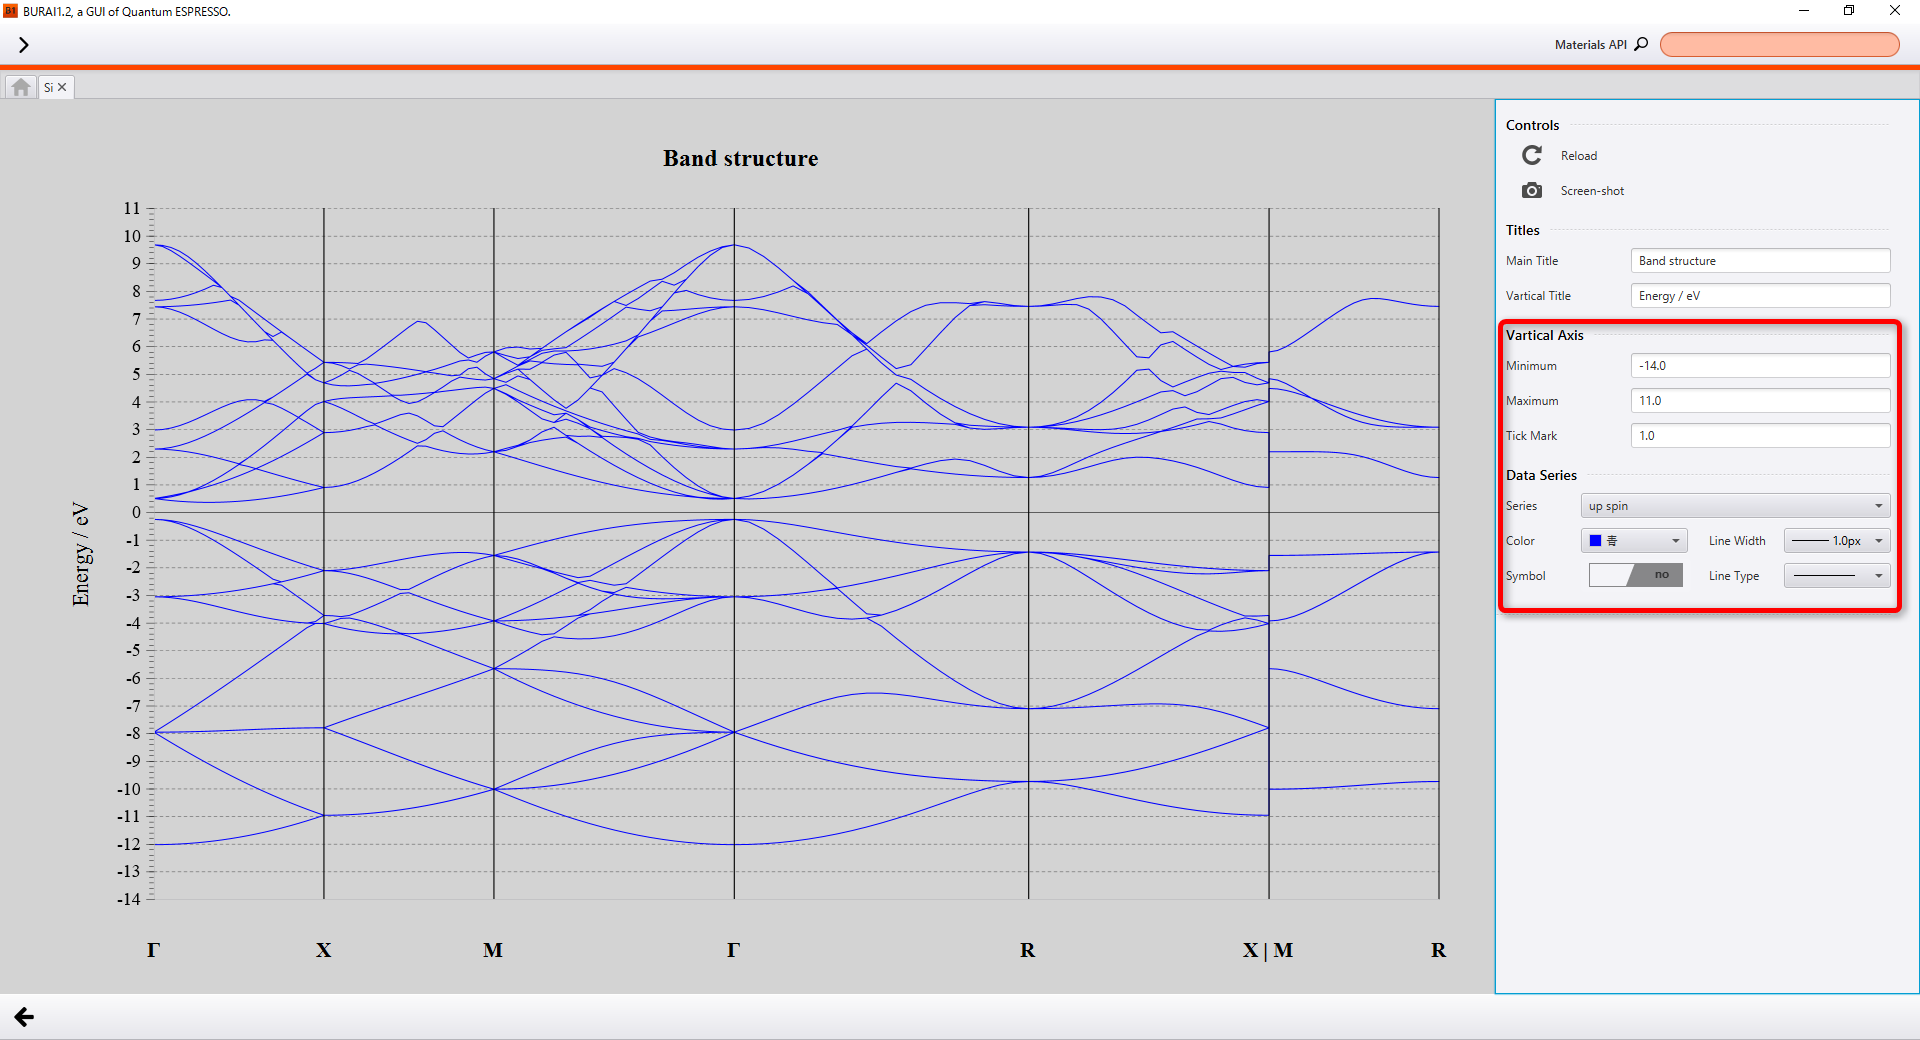 BURAI1.2, a GUI of Quantum ESPRESSO.
Materials API
Si
Band structure
Energy / eV
11
10
9
8
7
6
5
4
3
2
1
0
-1
-2
-3
-4
-5
-6
-7
-8
-9
-10
-11
-12
-13
-14
Γ X M Γ R X | M R
Controls
Reload
Screen-shot
Titles
Main Title Band structure
Vartical Title Energy / eV
Vartical Axis
Minimum -14.0
Maximum 11.0
Tick Mark 1.0
Data Series
Series up spin
Color 青 Line Width 1.0px
Symbol no Line Type